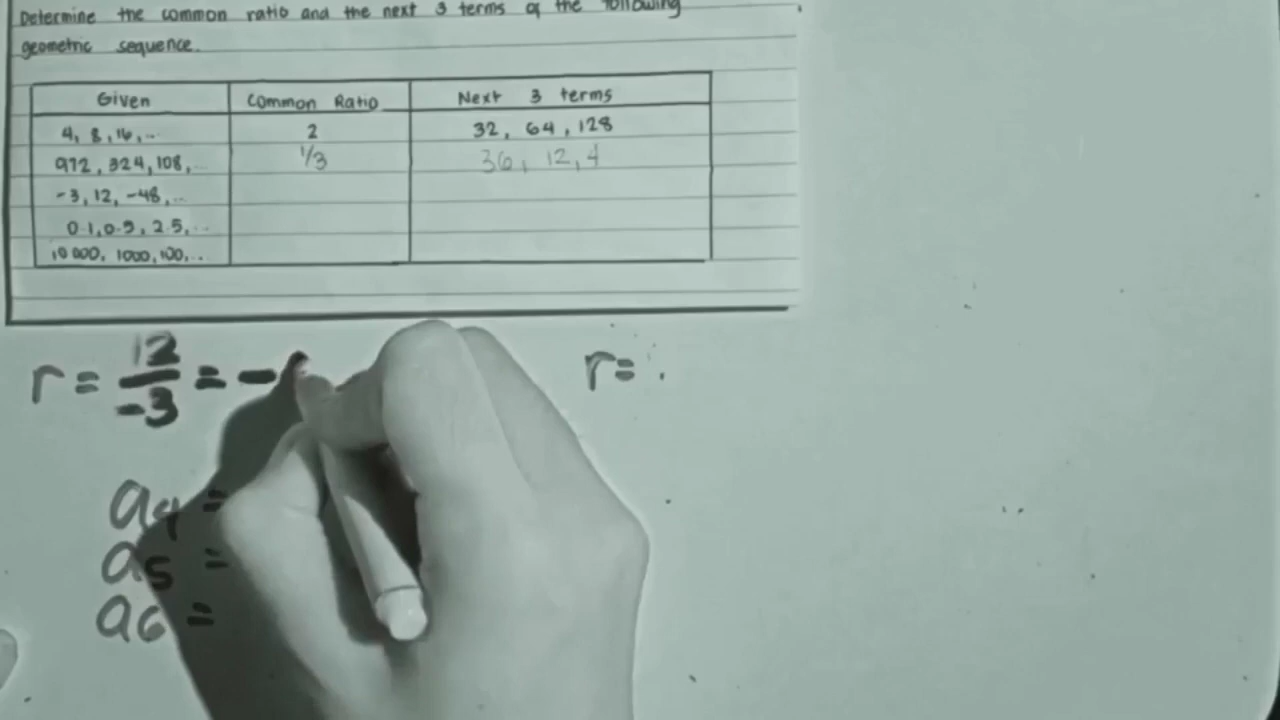 Determine the common ratio and the next 3 terms of the following
geometric sequence.
Given Common Ratio Next 3 terms
4, 8, 16, .. 2 32, 64, 128
972, 324, 108, .. 1/3 36, 12, 4
-3, 12, -48, ..
0.1, 0.5, 2.5, ..
10 000, 1000, 100, ..
r = 12/-3 = - r = .
a4 =
a5 =
a6 =